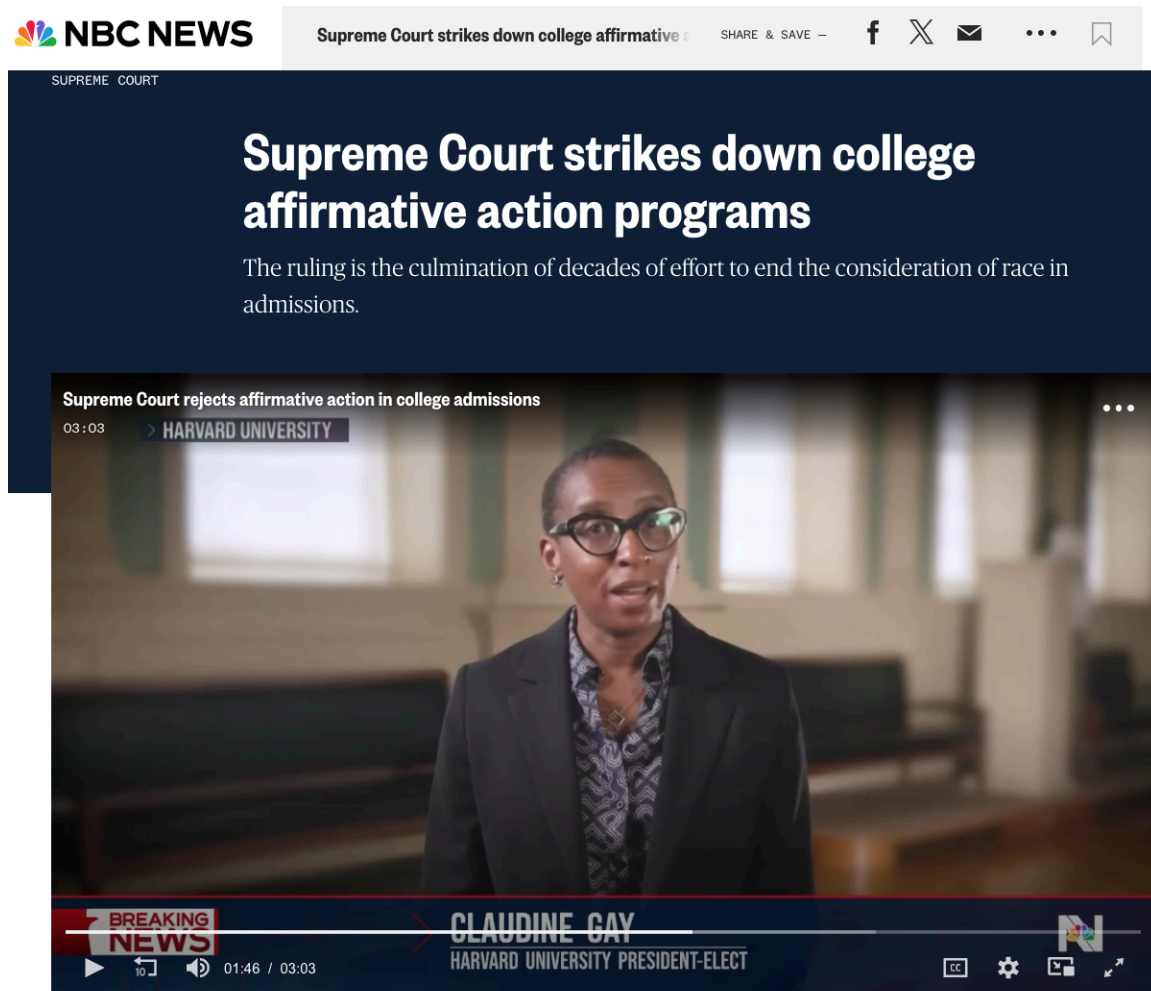 NBC NEWS
Supreme Court strikes down college affirmative
SHARE & SAVE —
SUPREME COURT
Supreme Court strikes down college
affirmative action programs
The ruling is the culmination of decades of effort to end the consideration of race in
admissions.
Supreme Court rejects affirmative action in college admissions
03:03
HARVARD UNIVERSITY
BREAKING
NEWS
CLAUDINE GAY
HARVARD UNIVERSITY PRESIDENT-ELECT
10
01:46 / 03:03
CC